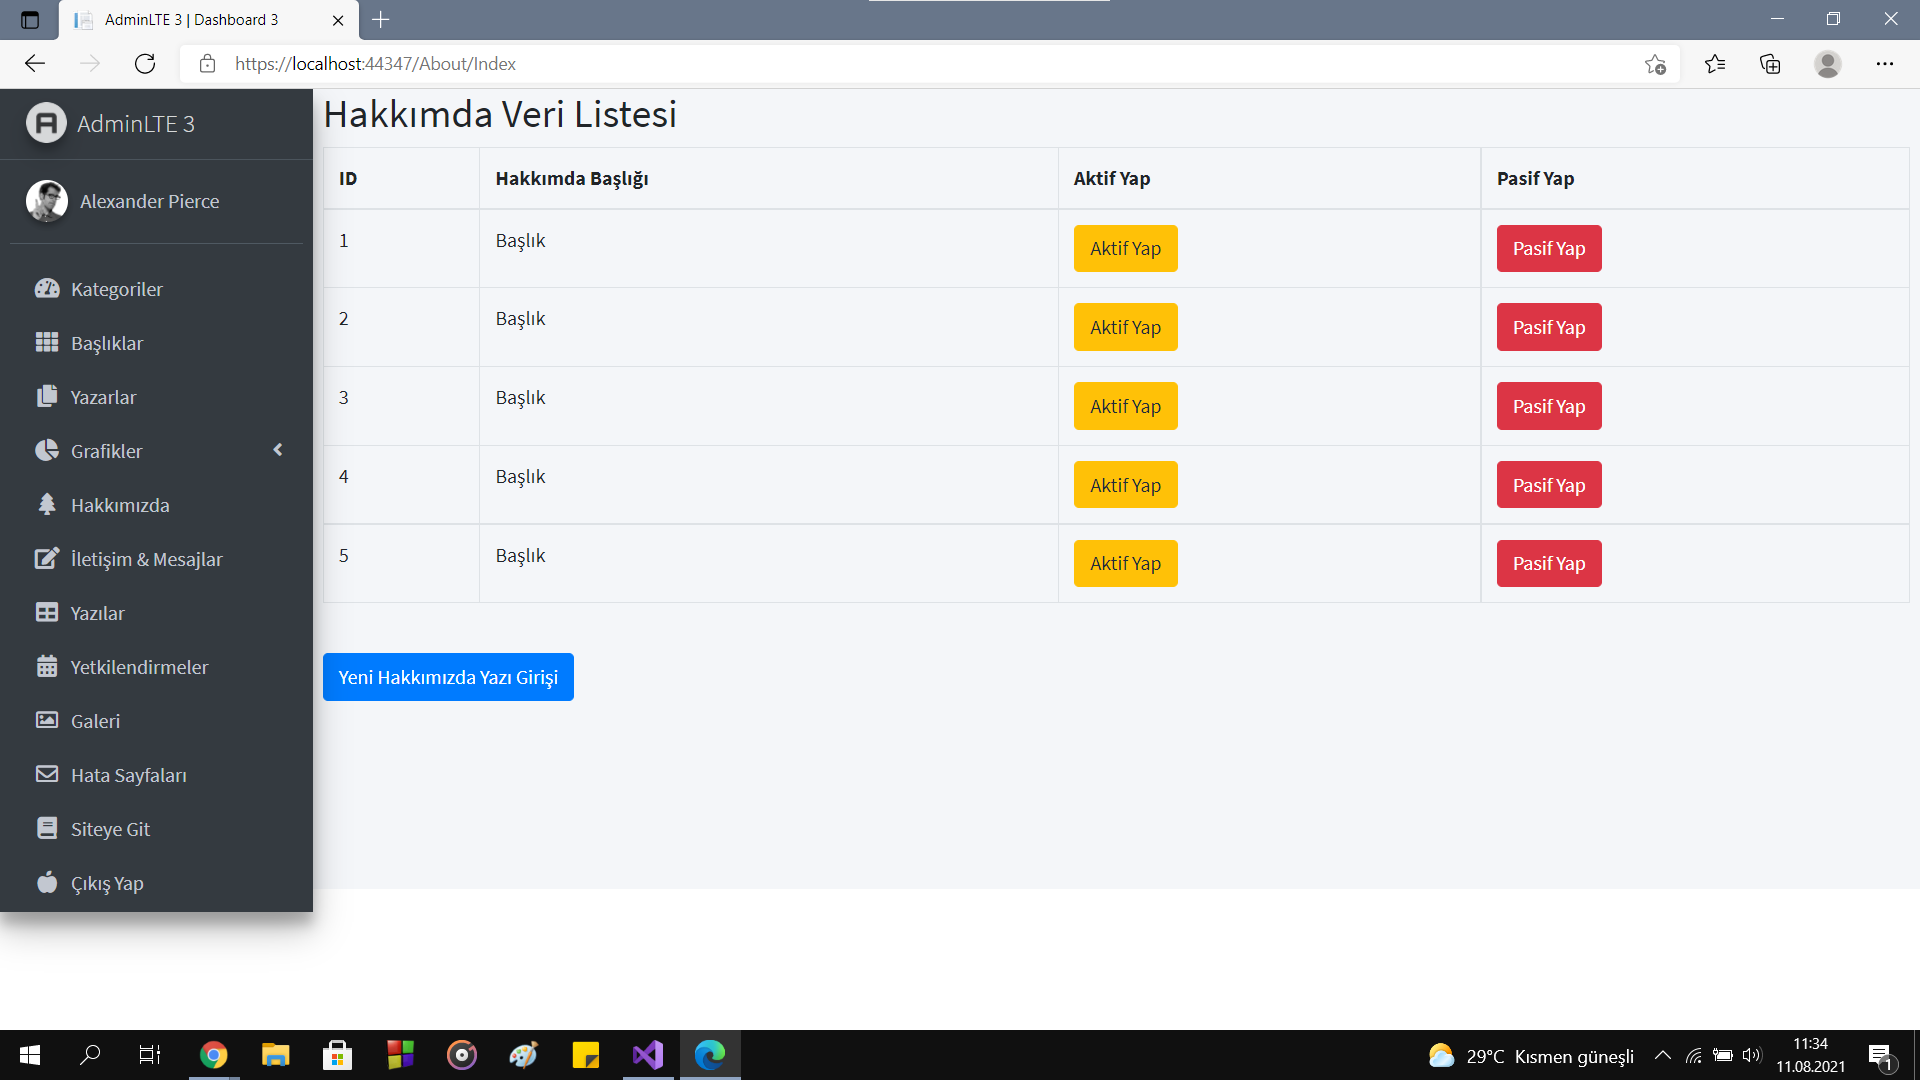 AdminLTE 3 | Dashboard 3
https://localhost:44347/About/Index
AdminLTE 3
Alexander Pierce
Kategoriler
Başlıklar
Yazarlar
Grafikler
Hakkımızda
İletişim & Mesajlar
Yazılar
Yetkilendirmeler
Galeri
Hata Sayfaları
Siteye Git
Çıkış Yap
Hakkımda Veri Listesi
ID Hakkımda Başlığı Aktif Yap Pasif Yap
1 Başlık Aktif Yap Pasif Yap
2 Başlık Aktif Yap Pasif Yap
3 Başlık Aktif Yap Pasif Yap
4 Başlık Aktif Yap Pasif Yap
5 Başlık Aktif Yap Pasif Yap
Yeni Hakkımızda Yazı Girişi
29°C Kısmen güneşli
11:34
11.08.2021
1